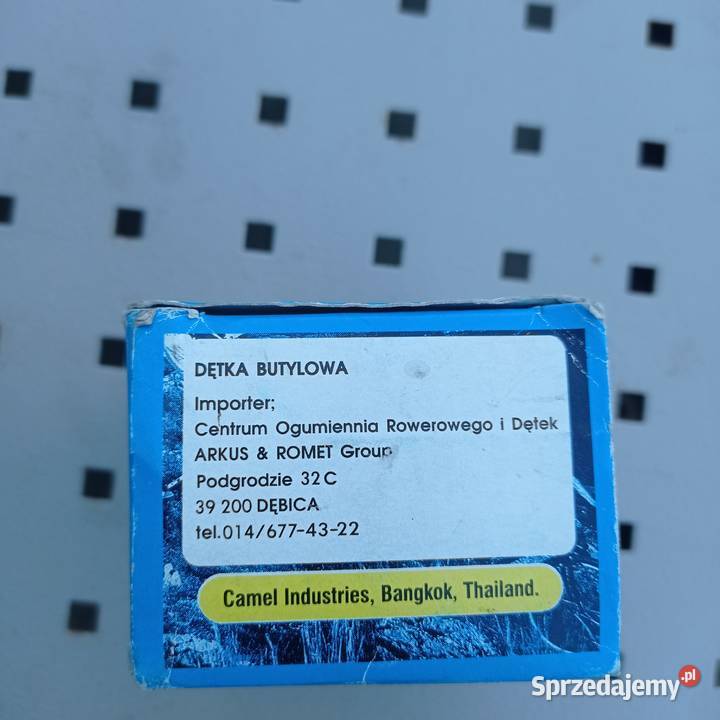 DĘTKA BUTYLOWA
Importer;
Centrum Ogumiennia Rowerowego i Dętek
ARKUS & ROMET Group
Podgrodzie 32C
39 200 DĘBICA
tel.014/677-43-22
Camel Industries, Bangkok, Thailand.
Sprzedajemy.pl